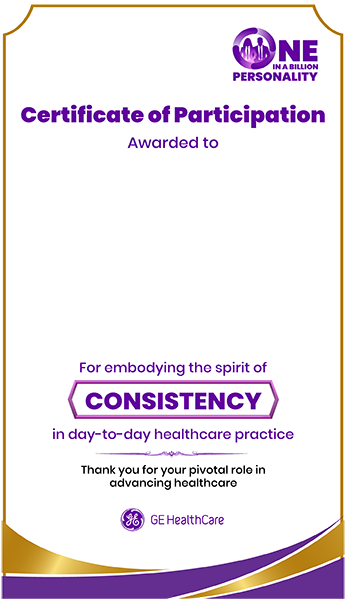 ONE
IN A BILLION
PERSONALITY
Certificate of Participation
Awarded to
For embodying the spirit of
CONSISTENCY
in day-to-day healthcare practice
Thank you for your pivotal role in
advancing healthcare
GE HealthCare